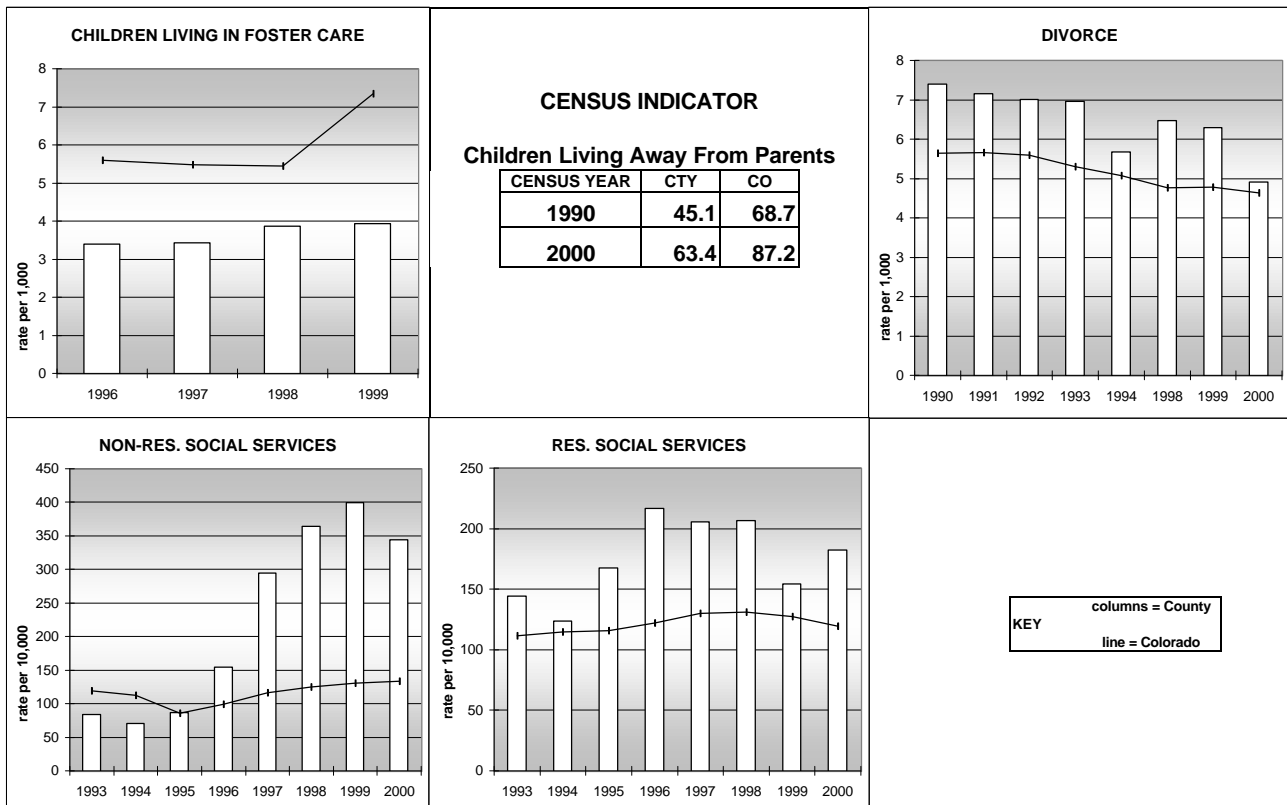 CHILDREN LIVING IN FOSTER CARE
8
7
6
5
4
3
2
1
0
rate per 1,000
1996 1997 1998 1999
CENSUS INDICATOR
Children Living Away From Parents
CENSUS YEAR CTY CO
1990 45.1 68.7
2000 63.4 87.2
DIVORCE
8
7
6
5
4
3
2
1
0
rate per 1,000
1990 1991 1992 1993 1994 1998 1999 2000
NON-RES. SOCIAL SERVICES
450
400
350
300
250
200
150
100
50
0
rate per 10,000
1993 1994 1995 1996 1997 1998 1999 2000
RES. SOCIAL SERVICES
250
200
150
100
50
0
rate per 10,000
1993 1994 1995 1996 1997 1998 1999 2000
columns = County
KEY
line = Colorado